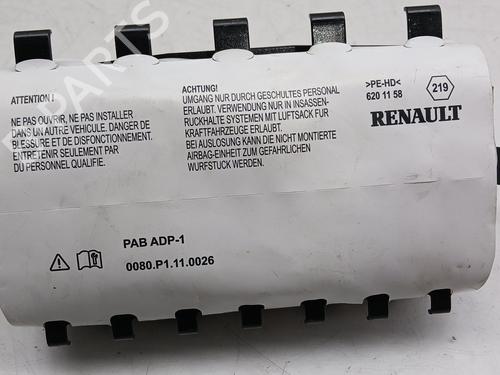 ATTENTION !
NE PAS OUVRIR, NE PAS INSTALLER
DANS UN AUTRE VEHICULE. DANGER DE
BLESSURE ET DE DISFONCTIONNEMENT.
ENTRETENIR SEULEMENT PAR
DU PERSONNEL QUALIFIE.
ACHTUNG!
UMGANG NUR DURCH GESCHULTES PERSONAL
ERLAUBT. VERWENDUNG NUR IN INSASSEN-
RÜCKHALTE SYSTEMEN MIT LUFTSACK FUR
KRAFTFAHRZEUGE ERLAUBT.
BEI AUSLOSUNG KANN DIE NICHT MONTIERTE
AIRBAG-EINHEIT ZUM GEFAHRLICHEN
WURFSTUCK WERDEN.
>PE-HD<
620 11 58
219
RENAULT
PAB ADP-1
0080.P1.11.0026
PARTS